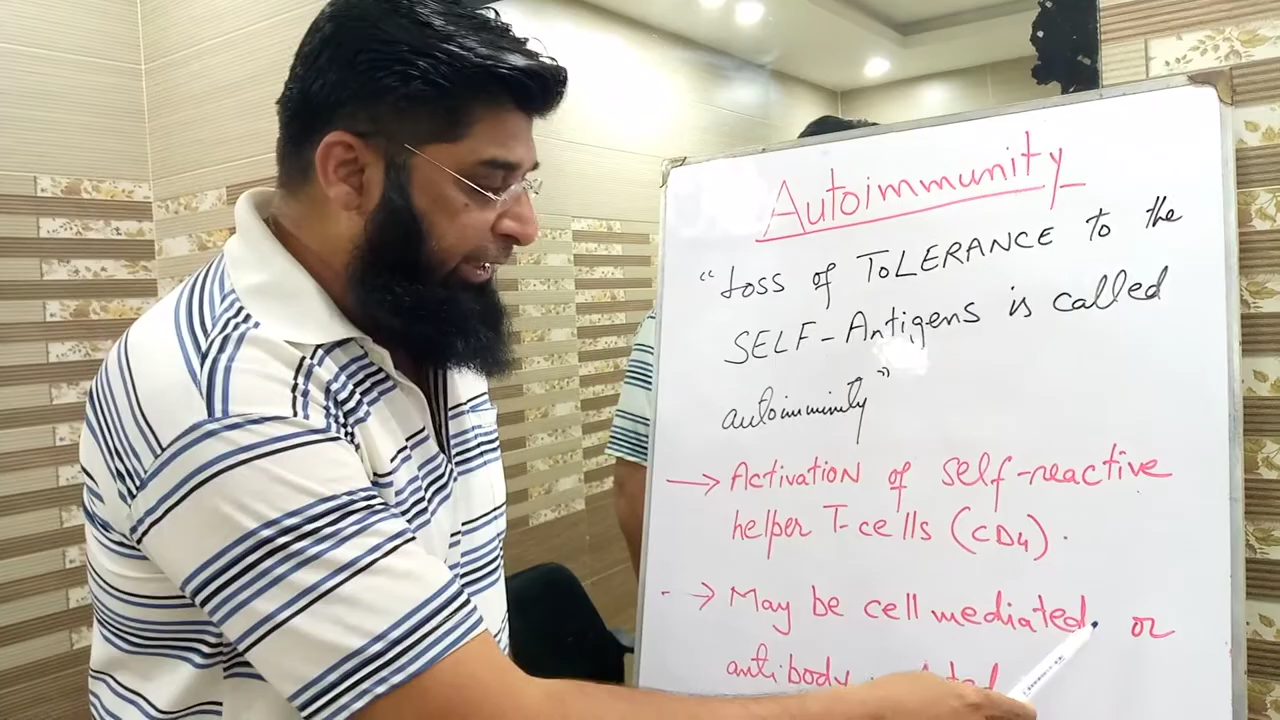 Autoimmunity
“Loss of TOLERANCE to the
SELF-Antigens is called
autoimminity”
→ Activation of self-reactive
helper T-cells (CD4).
→ May be cell mediated or
antibody